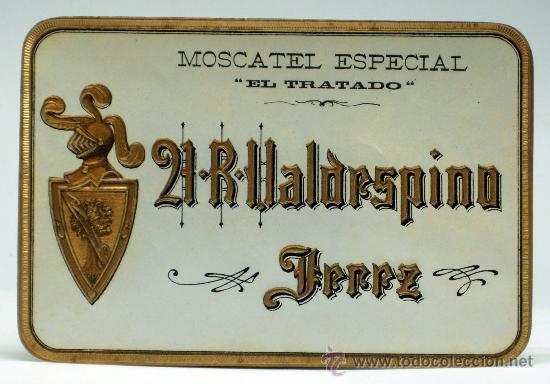 MOSCATEL ESPECIAL
"EL TRATADO"
A·R·Valdespino
Jerez
www.todocoleccion.net